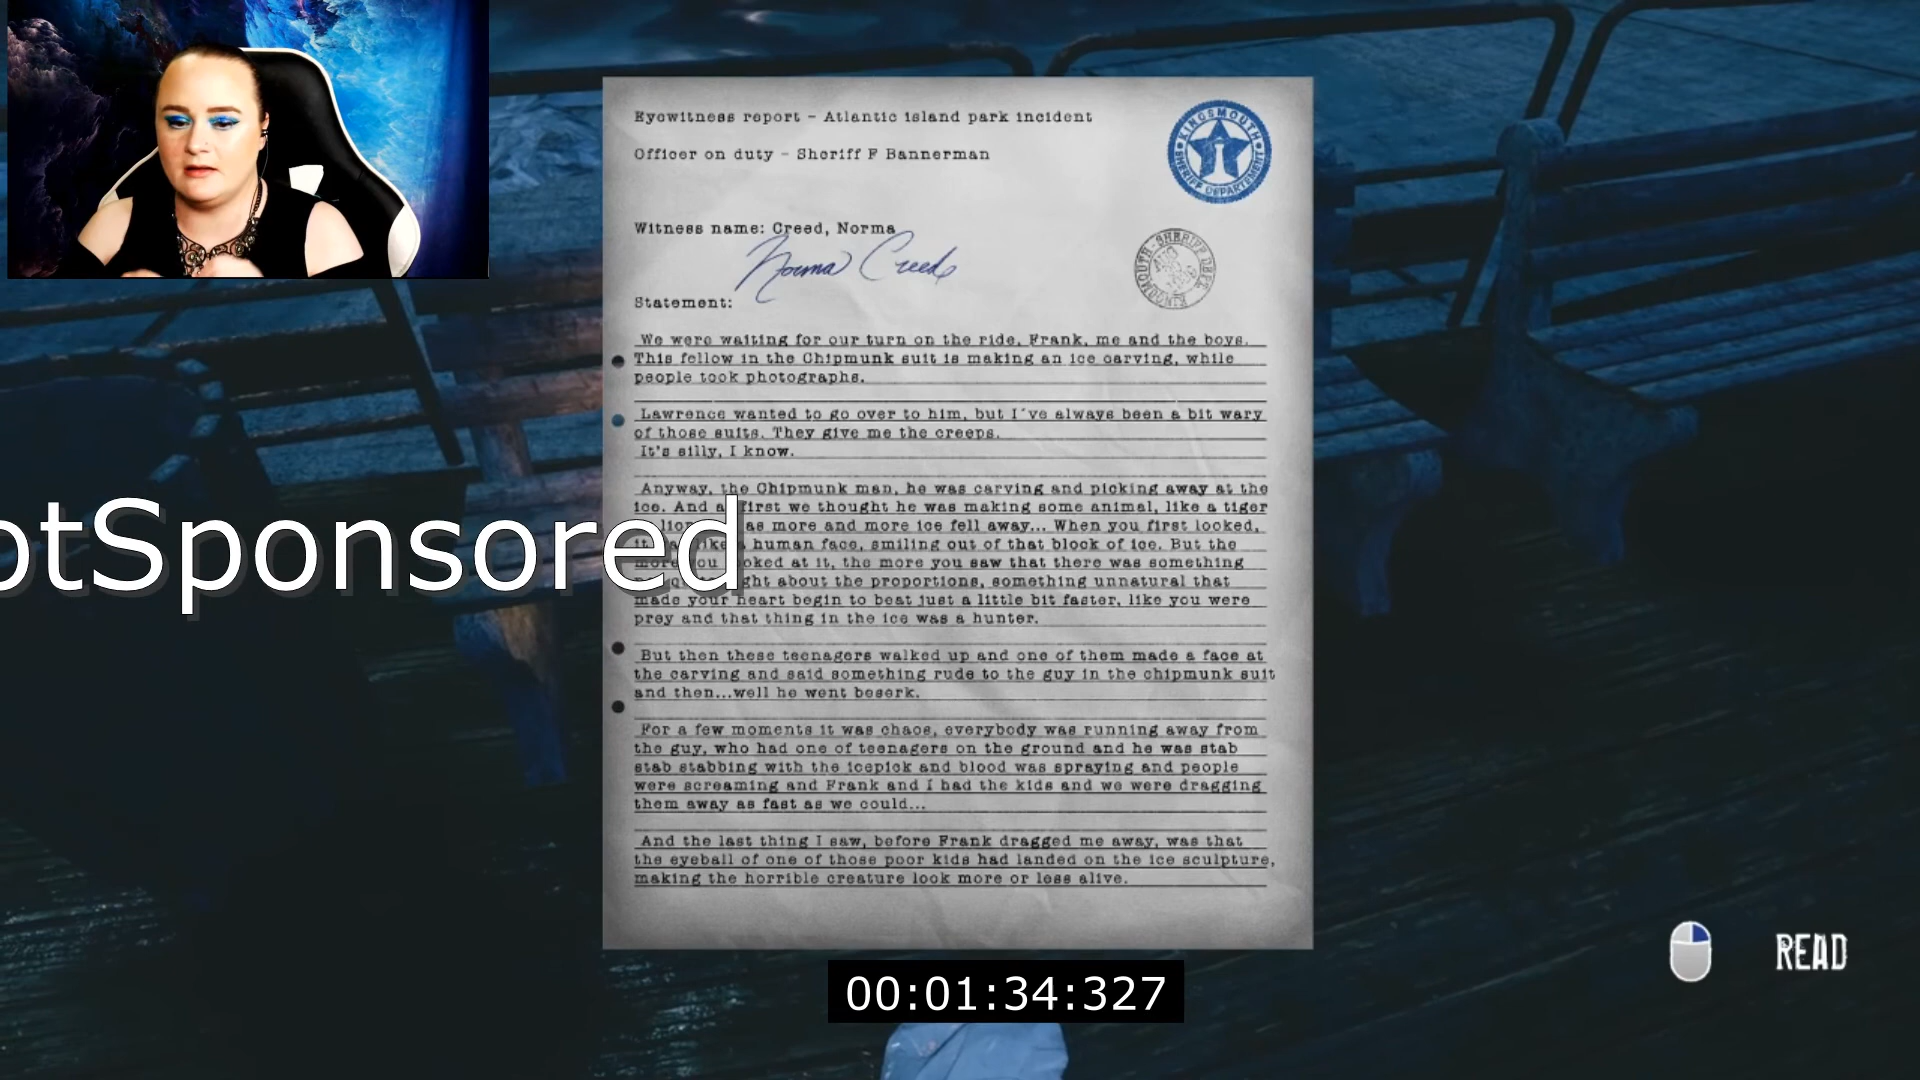 Eyewitness report - Atlantic island park incident
KINGSMOUTH
SHERIFF DEPARTEMENT
Officer on duty - Sheriff F Bannerman
Witness name: Creed, Norma
Norma Creed
KINGSMOUTH - SHERIFF DEPT.
Statement:
We were waiting for our turn on the ride, Frank, me and the boys.
This fellow in the Chipmunk suit is making an ice carving, while
people took photographs.
Lawrence wanted to go over to him, but I've always been a bit wary
of those suits. They give me the creeps.
It's silly, I know.
Anyway, the Chipmunk man, he was carving and picking away at the
ice. And a first we thought he was making some animal, like a tiger
lion as more and more ice fell away... When you first looked,
human face, smiling out of that block of ice. But the
more you oked at it, the more you saw that there was something
ght about the proportions, something unnatural that
made your heart begin to beat just a little bit faster, like you were
prey and that thing in the ice was a hunter.
otSponsored
But then these teenagers walked up and one of them made a face at
the carving and said something rude to the guy in the chipmunk suit
and then...well he went beserk.
For a few moments it was chaos, everybody was running away from
the guy, who had one of teenagers on the ground and he was stab
stab stabbing with the icepick and blood was spraying and people
were screaming and Frank and I had the kids and we were dragging
them away as fast as we could...
And the last thing I saw, before Frank dragged me away, was that
the eyeball of one of those poor kids had landed on the ice sculpture,
making the horrible creature look more or less alive.
READ
00:01:34:327